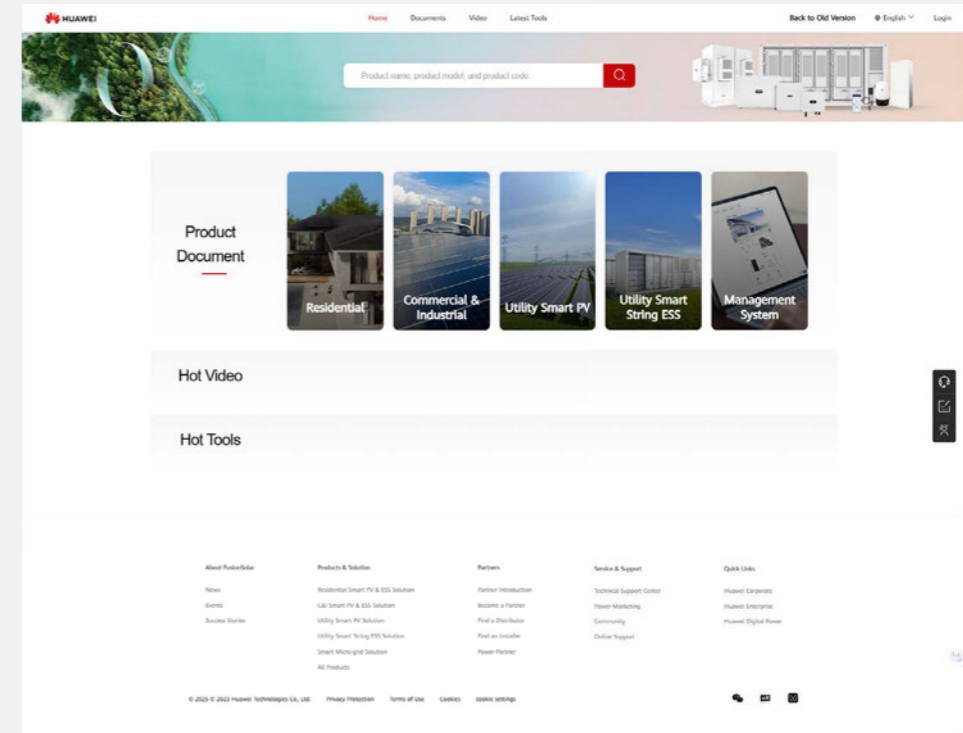 HUAWEI
Home Documents Video Latest Tools Back to Old Version English Login
Product name, product model, and product code.
Product
Document
Residential
Commercial &
Industrial
Utility Smart PV
Utility Smart
String ESS
Management
System
Hot Video
Hot Tools
About FusionSolar
News
Events
Success Stories
Products & Solution
Residential Smart PV & ESS Solution
C&I Smart PV & ESS Solution
Utility Smart PV Solution
Utility Smart String ESS Solution
Smart Micro-grid Solution
All Products
Partners
Partner Introduction
Become a Partner
Find a Distributor
Find an Installer
Power-Partner
Service & Support
Technical Support Center
Power Marketing
Community
Online Support
Quick Links
Huawei Corporate
Huawei Enterprise
Huawei Digital Power
© 2025 © 2023 Huawei Technologies Co., Ltd. Privacy Protection Terms of Use Cookies cookie settings